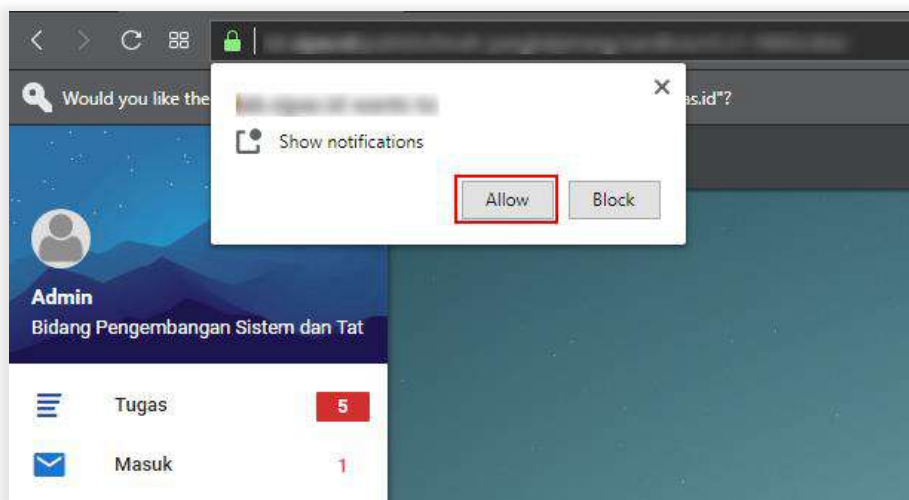 Would you like the as.id"?
Show notifications
Allow Block
Admin
Bidang Pengembangan Sistem dan Tat
Tugas 5
Masuk 1